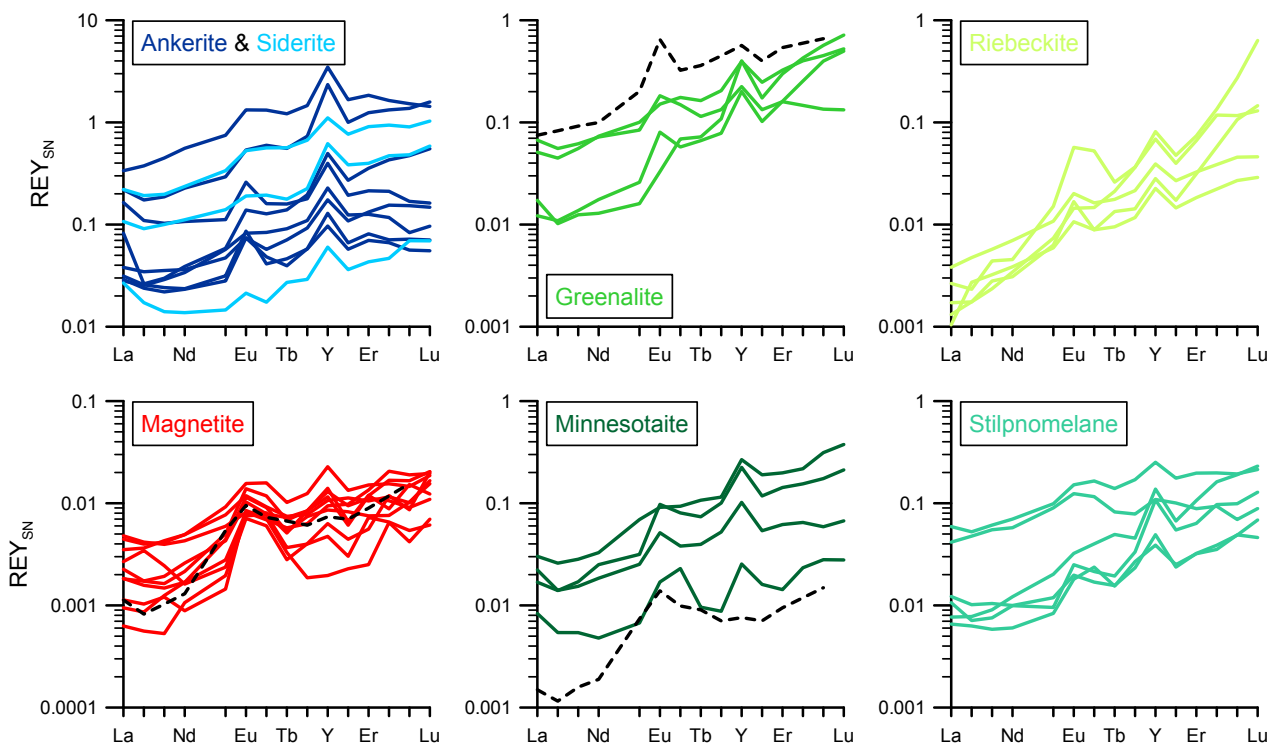 Ankerite & Siderite
REY_SN
10
1
0.1
0.01
La Nd Eu Tb Y Er Lu
Greenalite
1
0.1
0.01
0.001
La Nd Eu Tb Y Er Lu
Riebeckite
1
0.1
0.01
0.001
La Nd Eu Tb Y Er Lu
Magnetite
REY_SN
0.1
0.01
0.001
0.0001
La Nd Eu Tb Y Er Lu
Minnesotaite
1
0.1
0.01
0.001
La Nd Eu Tb Y Er Lu
Stilpnomelane
1
0.1
0.01
0.001
La Nd Eu Tb Y Er Lu